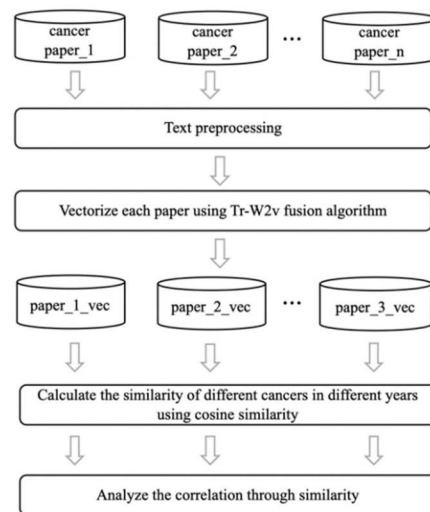 cancer paper_1
cancer paper_2
...
cancer paper_n
Text preprocessing
Vectorize each paper using Tr-W2v fusion algorithm
paper_1_vec
paper_2_vec
...
paper_3_vec
Calculate the similarity of different cancers in different years
using cosine similarity
Analyze the correlation through similarity